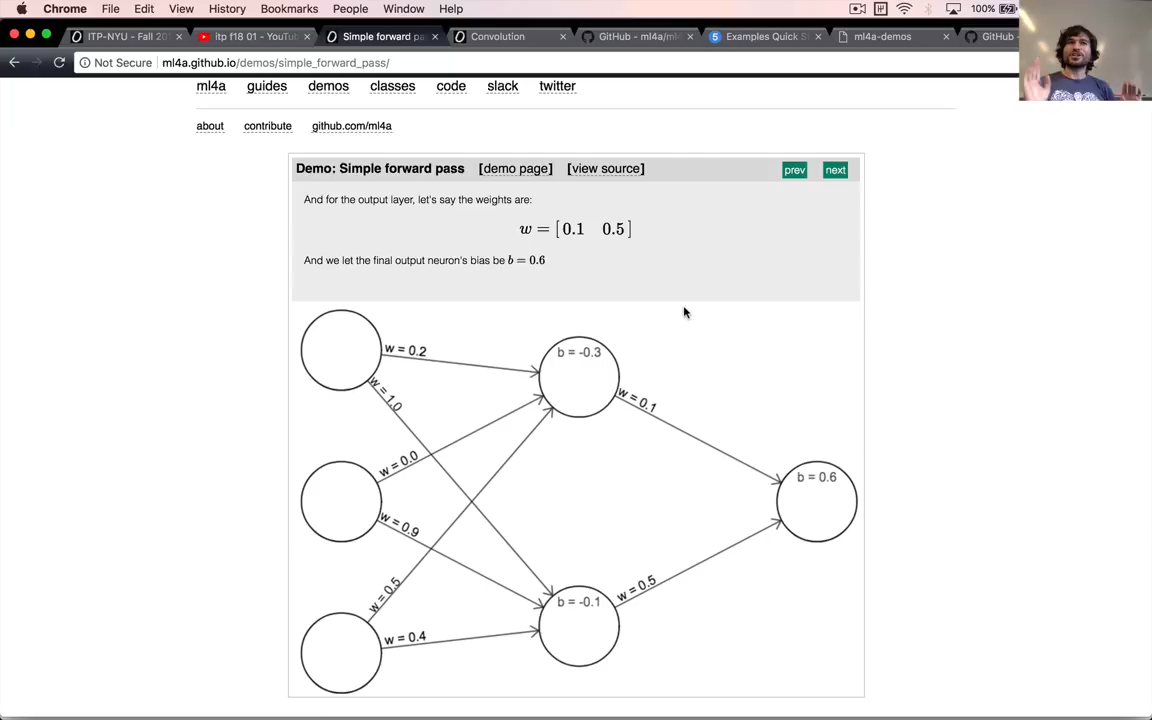 Chrome File Edit View History Bookmarks People Window Help 100%
ITP-NYU - Fall 20 itp f18 01 - YouTu Simple forward pa Convolution GitHub - ml4a/ml Examples Quick S ml4a-demos GitHub
Not Secure ml4a.github.io/demos/simple_forward_pass/
ml4a guides demos classes code slack twitter
about contribute github.com/ml4a
Demo: Simple forward pass [demo page] [view source] prev next
And for the output layer, let's say the weights are:
w = [ 0.1 0.5 ]
And we let the final output neuron's bias be b = 0.6
w = 0.2
b = -0.3
w = 1.0
w = 0.1
w = 0.0
b = 0.6
w = 0.9
w = 0.5
w = 0.5
b = -0.1
w = 0.4